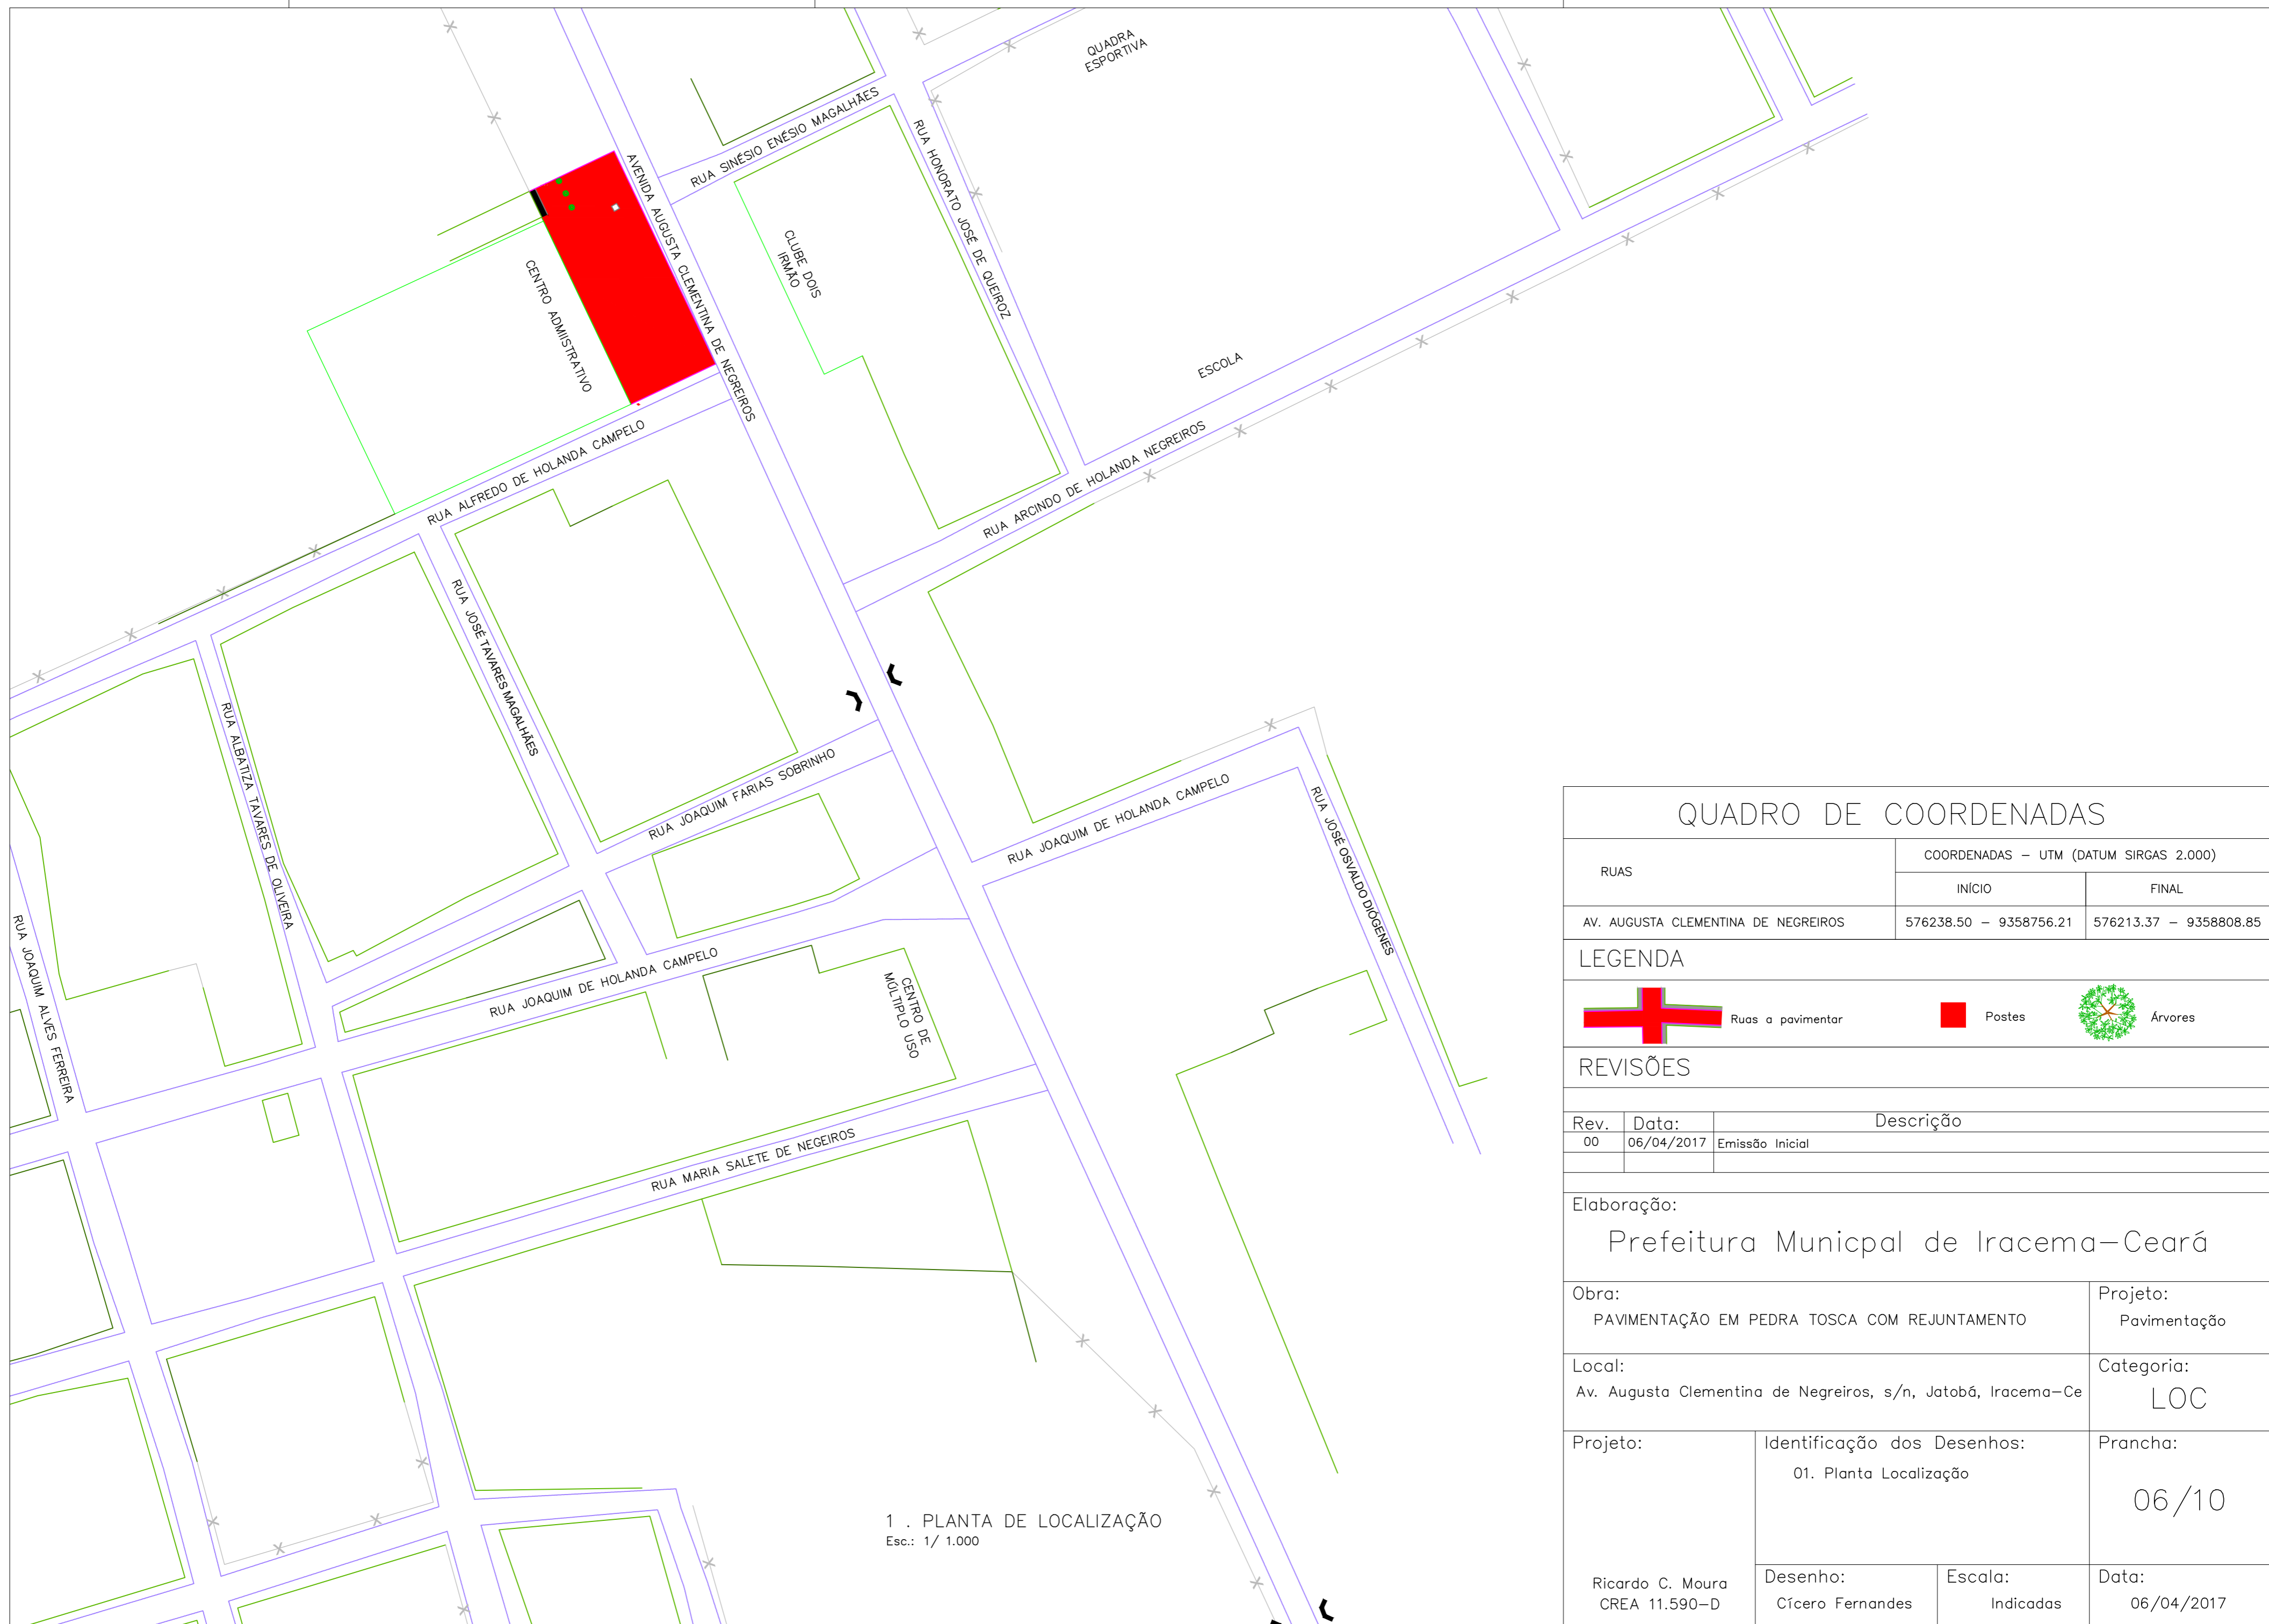 QUADRA
ESPORTIVA
RUA SINÉSIO ENÉSIO MAGALHÃES
RUA HONORATO JOSÉ DE QUEIROZ
AVENIDA AUGUSTA CLEMENTINA DE NEGREIROS
CLUBE DOIS
IRMÃO
CENTRO ADMIISTRATIVO
ESCOLA
RUA ALFREDO DE HOLANDA CAMPELO
RUA ARCINDO DE HOLANDA NEGREIROS
RUA JOSÉ TAVARES MAGALHÃES
RUA ALBATIZA TAVARES DE OLIVEIRA
RUA JOAQUIM FARIAS SOBRINHO
RUA JOAQUIM DE HOLANDA CAMPELO
RUA JOSÉ OSVALDO DIÓGENES
RUA JOAQUIM ALVES FERREIRA
RUA JOAQUIM DE HOLANDA CAMPELO
CENTRO DE
MÚLTIPLO USO
RUA MARIA SALETE DE NEGEIROS
1 . PLANTA DE LOCALIZAÇÃO
Esc.: 1/ 1.000
QUADRO DE COORDENADAS
RUAS
COORDENADAS – UTM (DATUM SIRGAS 2.000)
INÍCIO FINAL
AV. AUGUSTA CLEMENTINA DE NEGREIROS 576238.50 – 9358756.21 576213.37 – 9358808.85
LEGENDA
Ruas a pavimentar Postes Árvores
REVISÕES
Rev. Data: Descrição
00 06/04/2017 Emissão Inicial
Elaboração:
Prefeitura Municpal de Iracema–Ceará
Obra: Projeto:
PAVIMENTAÇÃO EM PEDRA TOSCA COM REJUNTAMENTO Pavimentação
Local: Categoria:
Av. Augusta Clementina de Negreiros, s/n, Jatobá, Iracema–Ce LOC
Projeto: Identificação dos Desenhos: Prancha:
01. Planta Localização
06/10
Desenho: Escala: Data:
Ricardo C. Moura
CREA 11.590–D Cícero Fernandes Indicadas 06/04/2017